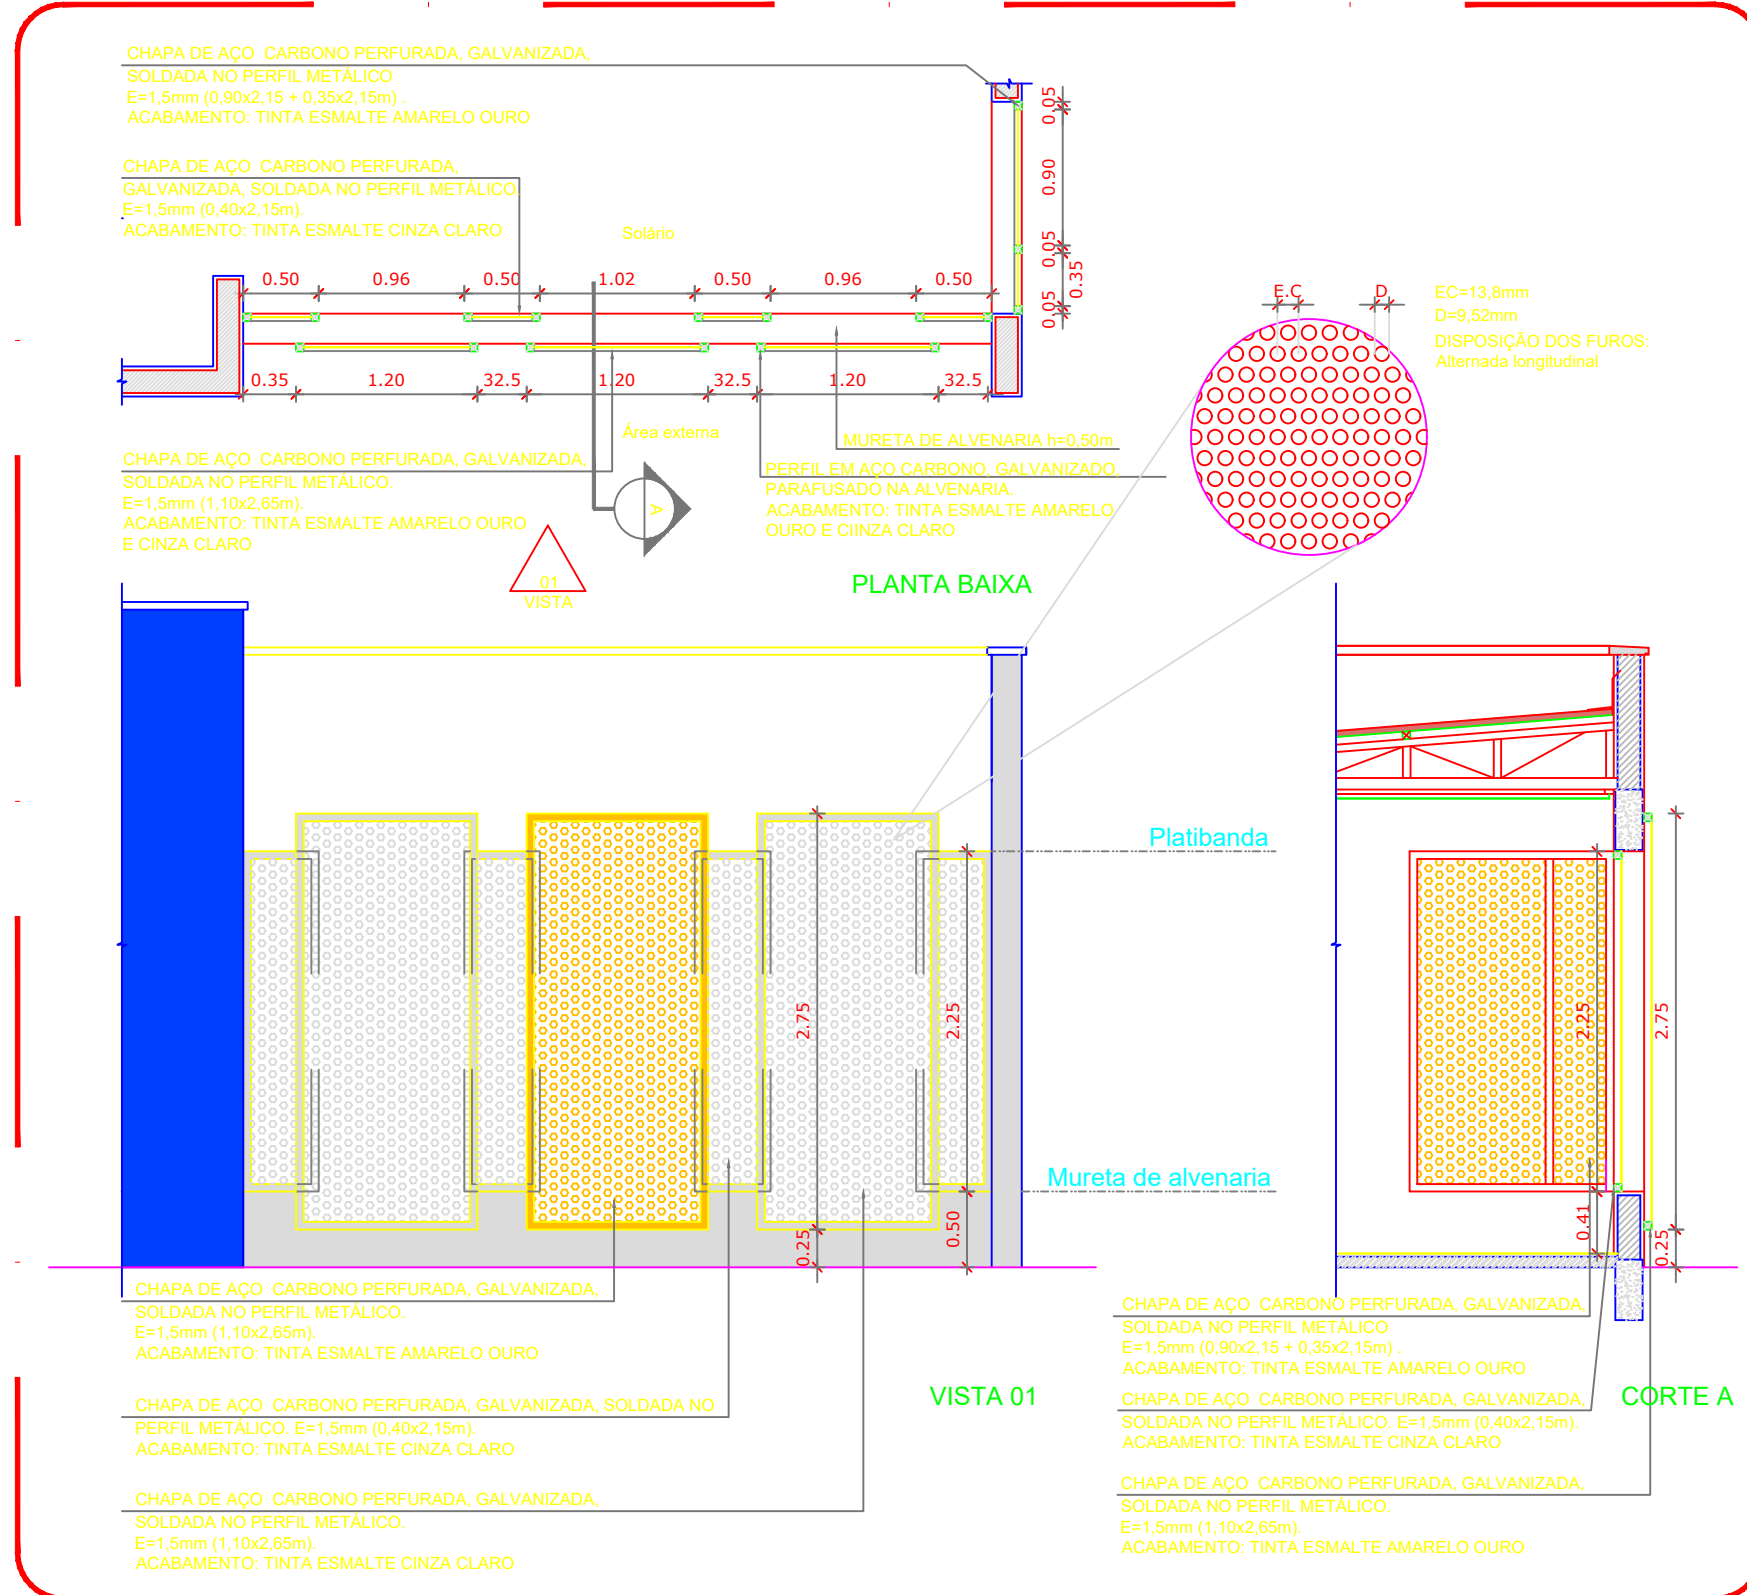 CHAPA DE AÇO CARBONO PERFURADA, GALVANIZADA,
SOLDADA NO PERFIL METÁLICO
E=1,5mm (0,90x2,15 + 0,35x2,15m) .
ACABAMENTO: TINTA ESMALTE AMARELO OURO
CHAPA DE AÇO CARBONO PERFURADA,
GALVANIZADA, SOLDADA NO PERFIL METÁLICO.
E=1,5mm (0,40x2,15m).
ACABAMENTO: TINTA ESMALTE CINZA CLARO
Solário
0.05
0.90
0.05
0.35
0.05
0.50 0.96 0.50 1.02 0.50 0.96 0.50
0.35 1.20 32.5 1.20 32.5 1.20 32.5
E.C D
EC=13,8mm
D=9,52mm
DISPOSIÇÃO DOS FUROS:
Alternada longitudinal
Área externa
MURETA DE ALVENARIA h=0,50m
CHAPA DE AÇO CARBONO PERFURADA, GALVANIZADA,
SOLDADA NO PERFIL METÁLICO.
E=1,5mm (1,10x2,65m).
ACABAMENTO: TINTA ESMALTE AMARELO OURO
E CINZA CLARO
PERFIL EM AÇO CARBONO, GALVANIZADO,
PARAFUSADO NA ALVENARIA.
ACABAMENTO: TINTA ESMALTE AMARELO
OURO E CIINZA CLARO
A
01
VISTA
PLANTA BAIXA
Platibanda
2.75
2.25
2.25
2.75
Mureta de alvenaria
0.25
0.50
0.41
0.25
CHAPA DE AÇO CARBONO PERFURADA, GALVANIZADA,
SOLDADA NO PERFIL METÁLICO.
E=1,5mm (1,10x2,65m).
ACABAMENTO: TINTA ESMALTE AMARELO OURO
CHAPA DE AÇO CARBONO PERFURADA, GALVANIZADA, SOLDADA NO
PERFIL METÁLICO. E=1,5mm (0,40x2,15m).
ACABAMENTO: TINTA ESMALTE CINZA CLARO
CHAPA DE AÇO CARBONO PERFURADA, GALVANIZADA,
SOLDADA NO PERFIL METÁLICO.
E=1,5mm (1,10x2,65m).
ACABAMENTO: TINTA ESMALTE CINZA CLARO
VISTA 01
CHAPA DE AÇO CARBONO PERFURADA, GALVANIZADA,
SOLDADA NO PERFIL METÁLICO
E=1,5mm (0,90x2,15 + 0,35x2,15m) .
ACABAMENTO: TINTA ESMALTE AMARELO OURO
CHAPA DE AÇO CARBONO PERFURADA, GALVANIZADA,
SOLDADA NO PERFIL METÁLICO. E=1,5mm (0,40x2,15m).
ACABAMENTO: TINTA ESMALTE CINZA CLARO
CORTE A
CHAPA DE AÇO CARBONO PERFURADA, GALVANIZADA,
SOLDADA NO PERFIL METÁLICO.
E=1,5mm (1,10x2,65m).
ACABAMENTO: TINTA ESMALTE AMARELO OURO